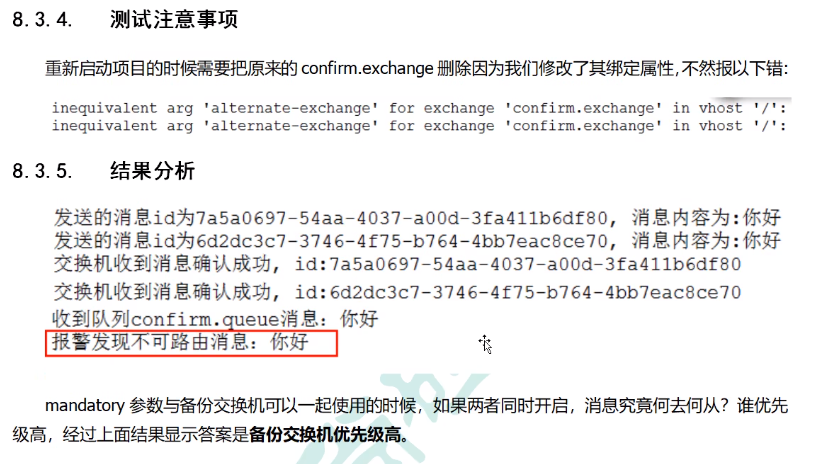 8.3.4. 测试注意事项
重新启动项目的时候需要把原来的 confirm.exchange 删除因为我们修改了其绑定属性,不然报以下错:
inequivalent arg 'alternate-exchange' for exchange 'confirm.exchange' in vhost '/':
inequivalent arg 'alternate-exchange' for exchange 'confirm.exchange' in vhost '/':
8.3.5. 结果分析
发送的消息id为7a5a0697-54aa-4037-a00d-3fa411b6df80, 消息内容为:你好
发送的消息id为6d2dc3c7-3746-4f75-b764-4bb7eac8ce70, 消息内容为:你好
交换机收到消息确认成功, id:7a5a0697-54aa-4037-a00d-3fa411b6df80
交换机收到消息确认成功, id:6d2dc3c7-3746-4f75-b764-4bb7eac8ce70
收到队列confirm.queue消息: 你好
报警发现不可路由消息: 你好
mandatory 参数与备份交换机可以一起使用的时候，如果两者同时开启，消息究竟何去何从？谁优先
级高，经过上面结果显示答案是备份交换机优先级高。